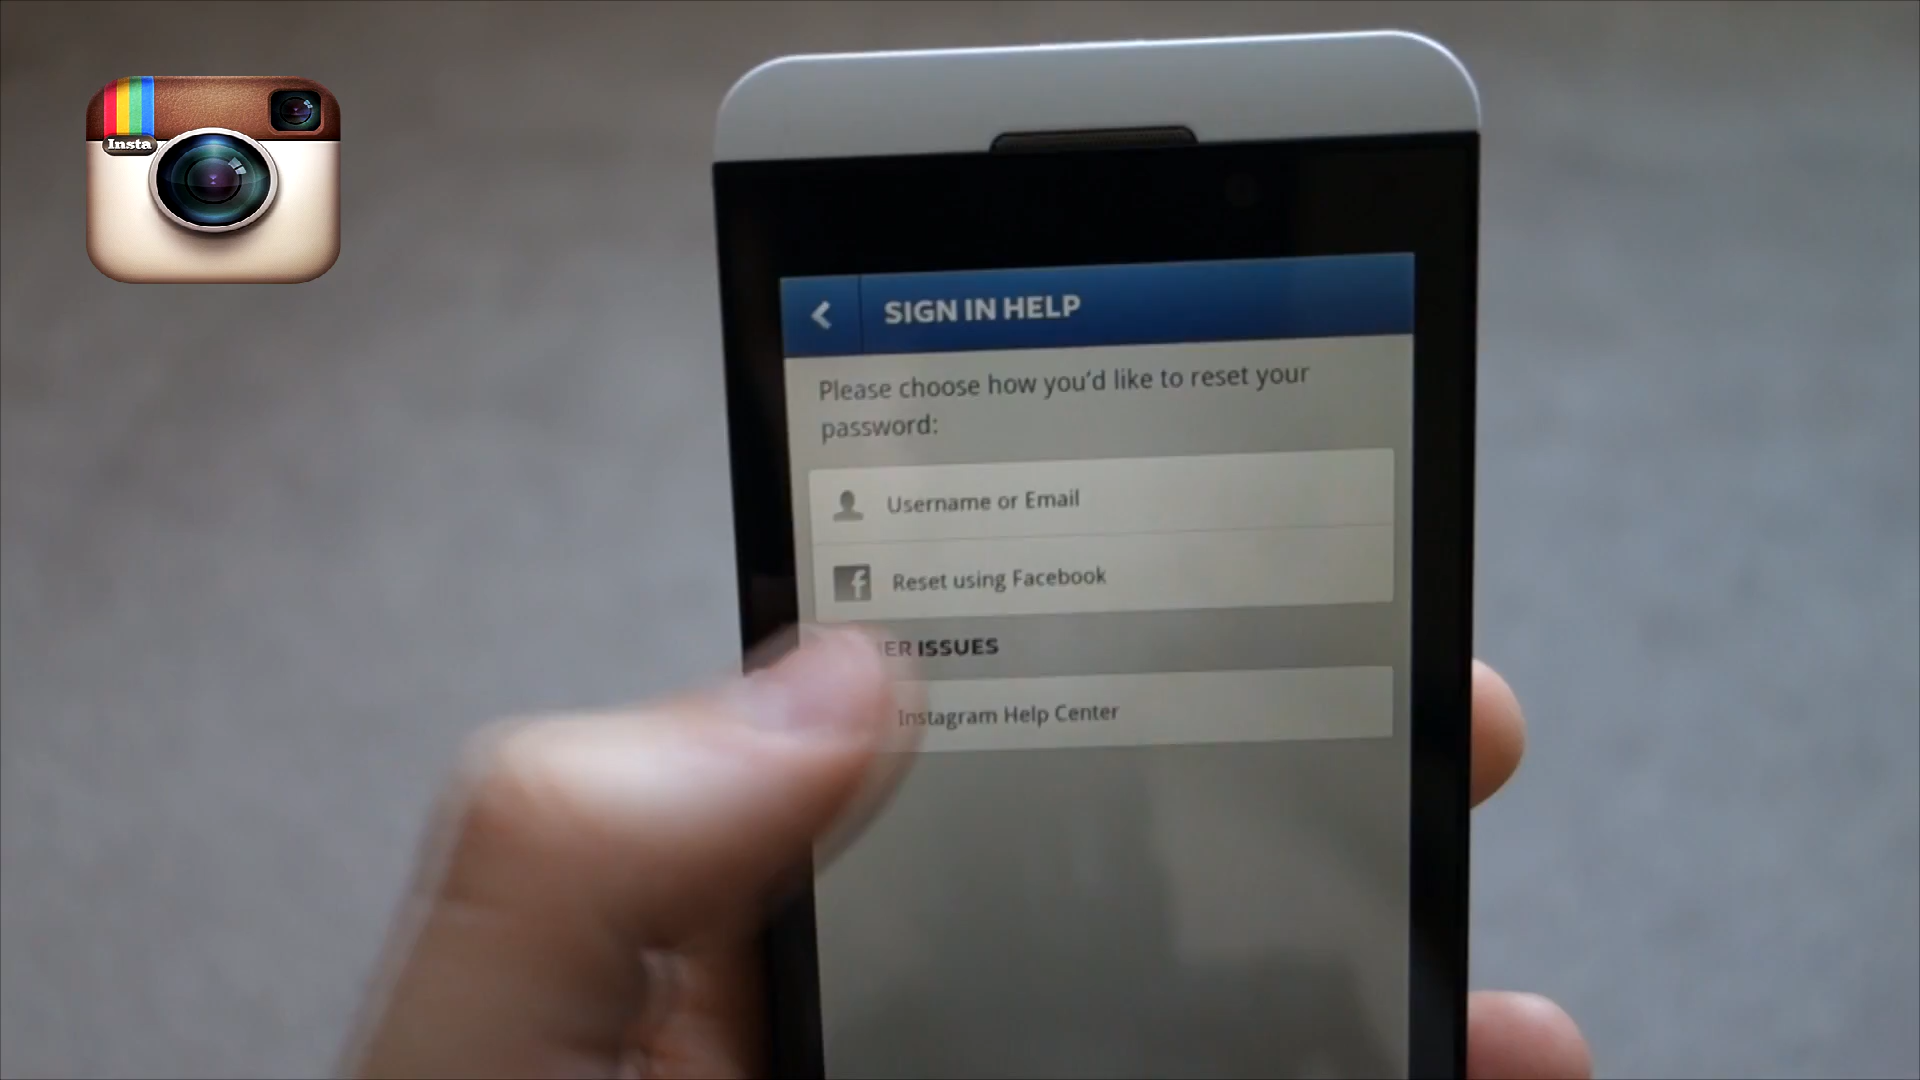 Insta
SIGN IN HELP
Please choose how you’d like to reset your
password:
Username or Email
Reset using Facebook
ER ISSUES
Instagram Help Center